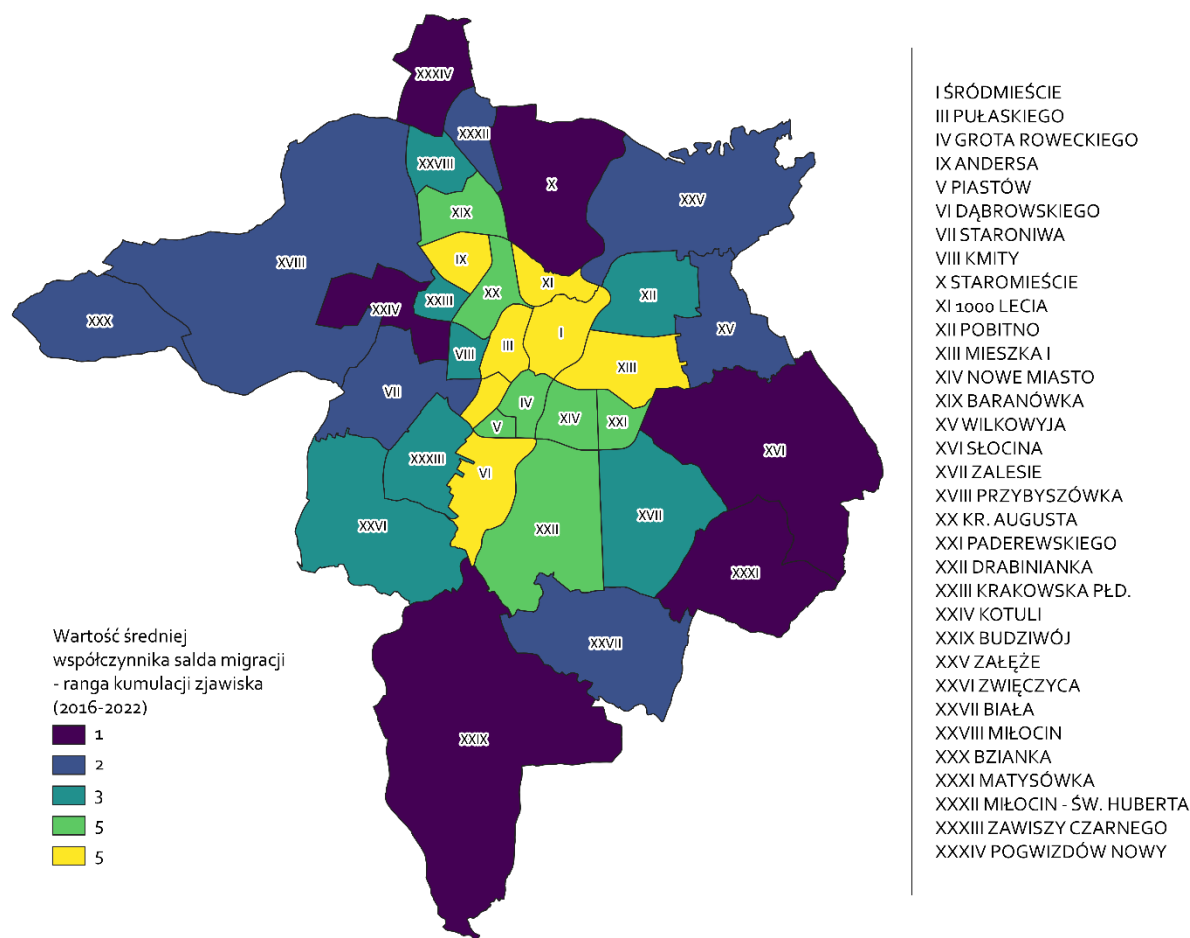 XXXIV
XXXII
XXVIII
X
XXV
XIX
IX
XVIII
XI
XX
XII
XXIII
XXIV
XXX
XV
I
III
VIII
XIII
VII
IV
XIV
XXI
V
XXXIII
XVI
VI
XVII
XXVI
XXII
XXXI
XXVII
XXIX
Wartość średniej
współczynnika salda migracji
- ranga kumulacji zjawiska
(2016-2022)
1
2
3
5
5
I ŚRÓDMIEŚCIE
III PUŁASKIEGO
IV GROTA ROWECKIEGO
IX ANDERSA
V PIASTÓW
VI DĄBROWSKIEGO
VII STARONIWA
VIII KMITY
X STAROMIEŚCIE
XI 1000 LECIA
XII POBITNO
XIII MIESZKA I
XIV NOWE MIASTO
XIX BARANÓWKA
XV WILKOWYJA
XVI SŁOCINA
XVII ZALESIE
XVIII PRZYBYSZÓWKA
XX KR. AUGUSTA
XXI PADEREWSKIEGO
XXII DRABINIANKA
XXIII KRAKOWSKA PŁD.
XXIV KOTULI
XXIX BUDZIWÓJ
XXV ZAŁĘŻE
XXVI ZWIĘCZYCA
XXVII BIAŁA
XXVIII MIŁOCIN
XXX BZIANKA
XXXI MATYSÓWKA
XXXII MIŁOCIN - ŚW. HUBERTA
XXXIII ZAWISZY CZARNEGO
XXXIV POGWIZDÓW NOWY